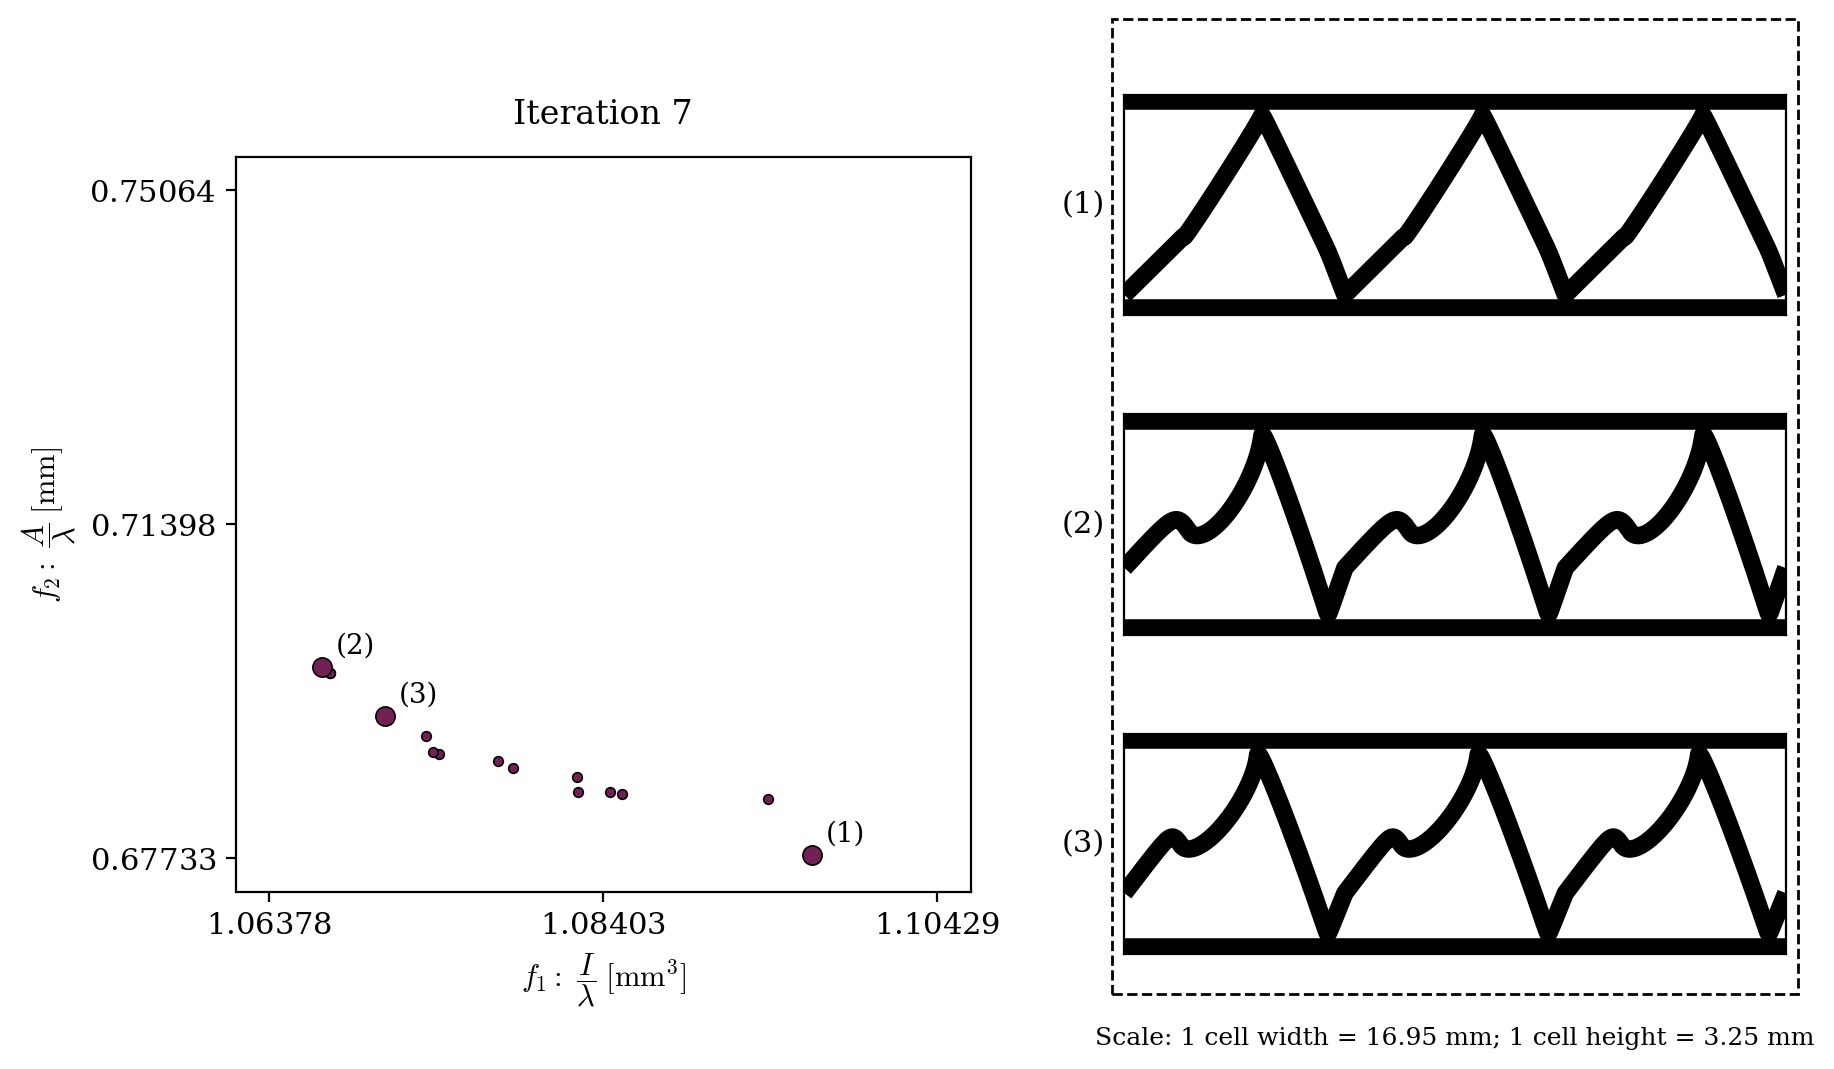 Iteration 7
0.75064
0.71398
0.67733
f₂ : A/λ [mm]
(2)
(3)
(1)
1.06378 1.08403 1.10429
f₁ : I/λ [mm³]
(1)
(2)
(3)
Scale: 1 cell width = 16.95 mm; 1 cell height = 3.25 mm